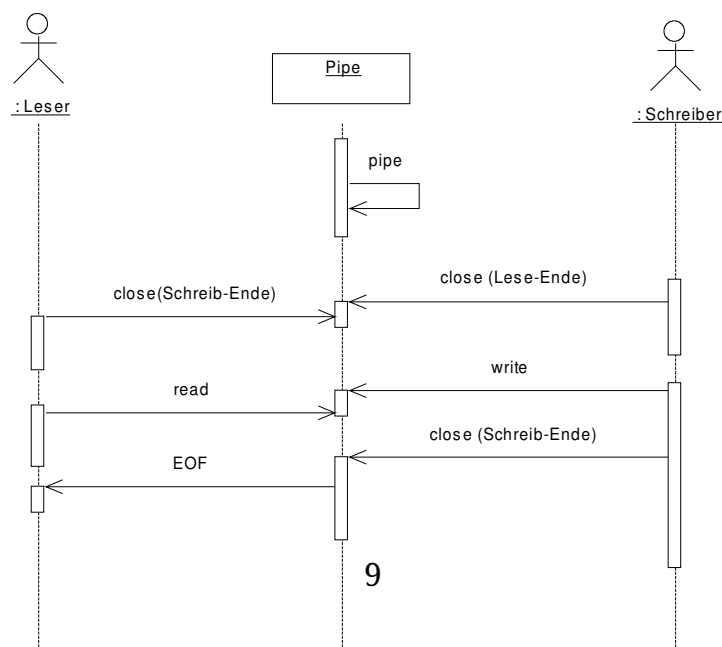 Pipe
: Leser
: Schreiber
pipe
close (Lese-Ende)
close(Schreib-Ende)
write
read
close (Schreib-Ende)
EOF
9